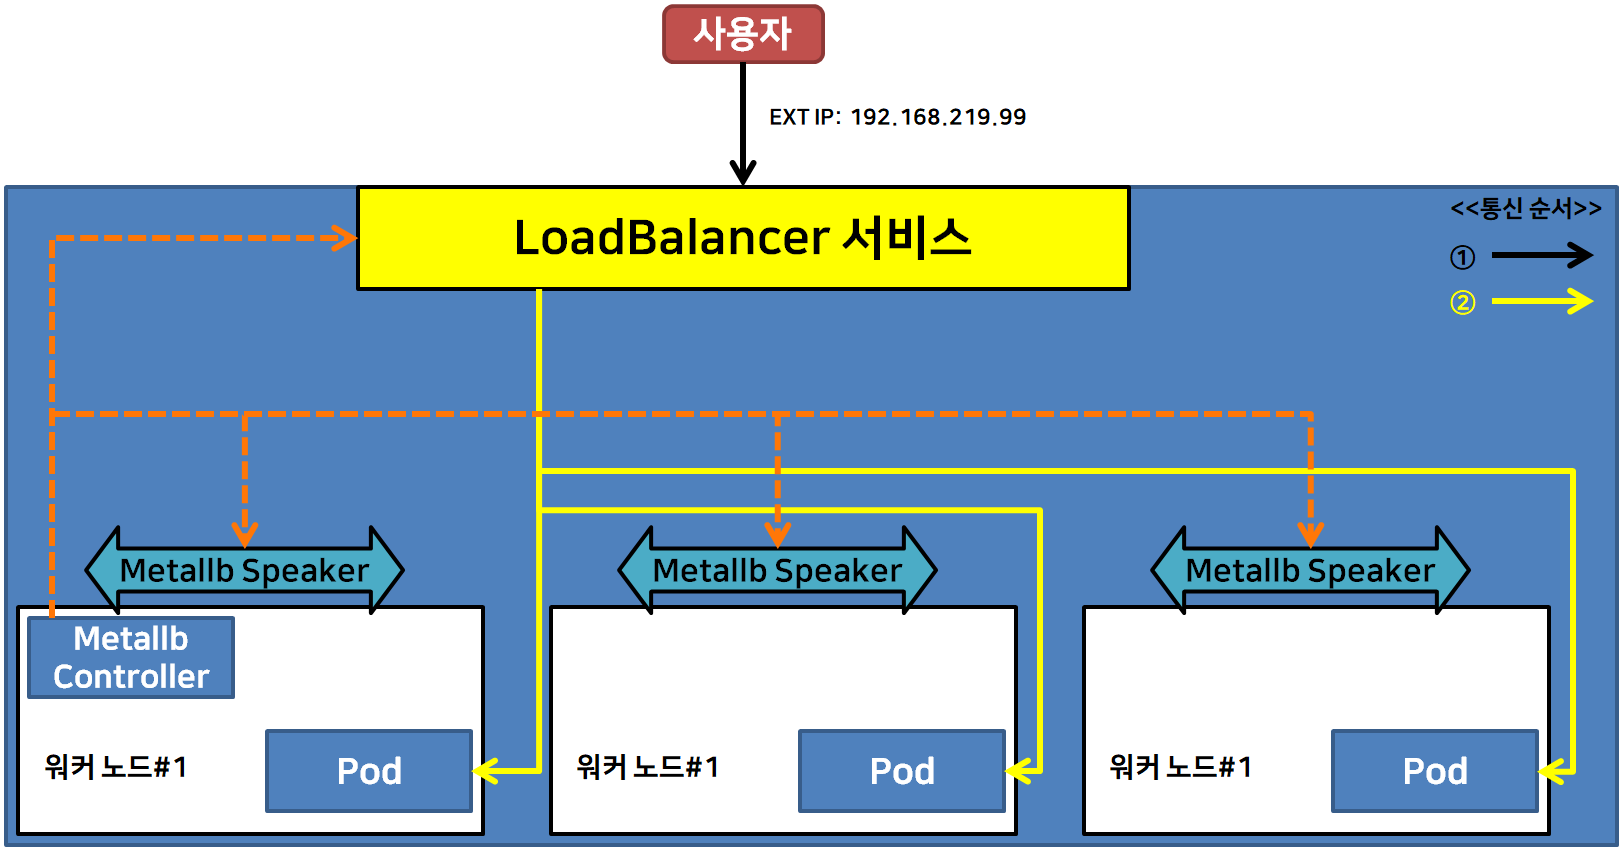 사용자
EXT IP: 192.168.219.99
LoadBalancer 서비스
<<통신 순서>>
①
②
Metallb Speaker
Metallb Speaker
Metallb Speaker
Metallb
Controller
워커 노드#1
Pod
워커 노드#1
Pod
워커 노드#1
Pod